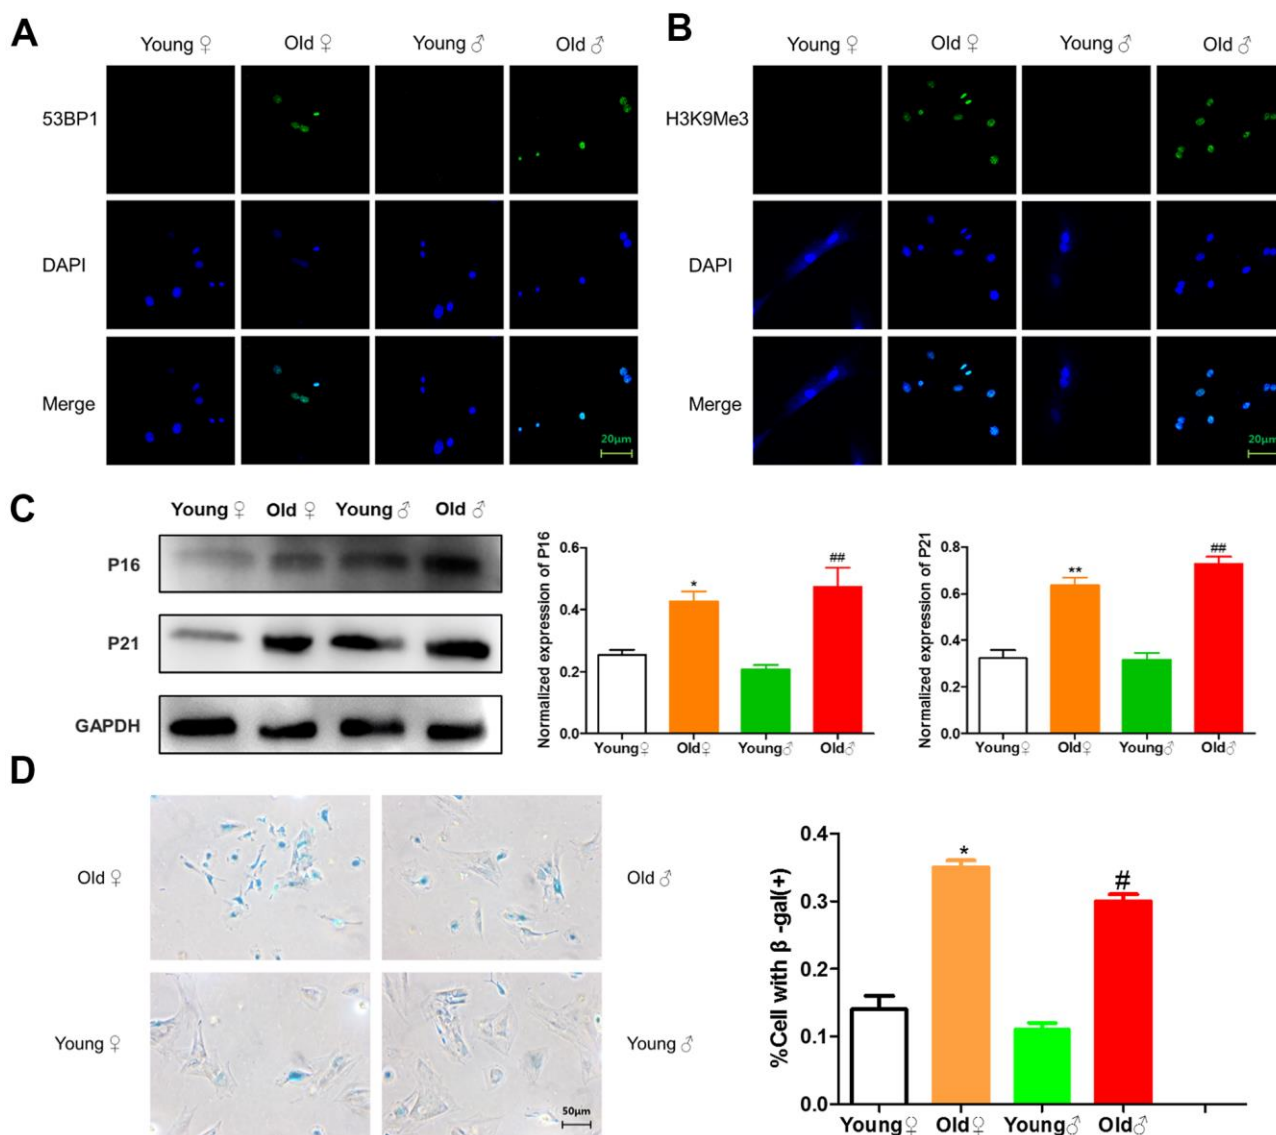 A
Young ♀ Old ♀ Young ♂ Old ♂
53BP1
DAPI
Merge
20μm
B
Young ♀ Old ♀ Young ♂ Old ♂
H3K9Me3
DAPI
Merge
20μm
C
Young ♀ Old ♀ Young ♂ Old ♂
P16
P21
GAPDH
Normalized expression of P16
0.6
0.4
0.2
0.0
*
##
Young♀ Old♀ Young♂ Old♂
Normalized expression of P21
0.8
0.6
0.4
0.2
0.0
**
##
Young♀ Old♀ Young♂ Old♂
D
Old ♀
Old ♂
Young ♀
Young ♂
50μm
%Cell with β -gal(+)
0.4
0.3
0.2
0.1
0.0
*
#
Young♀ Old♀ Young♂ Old♂